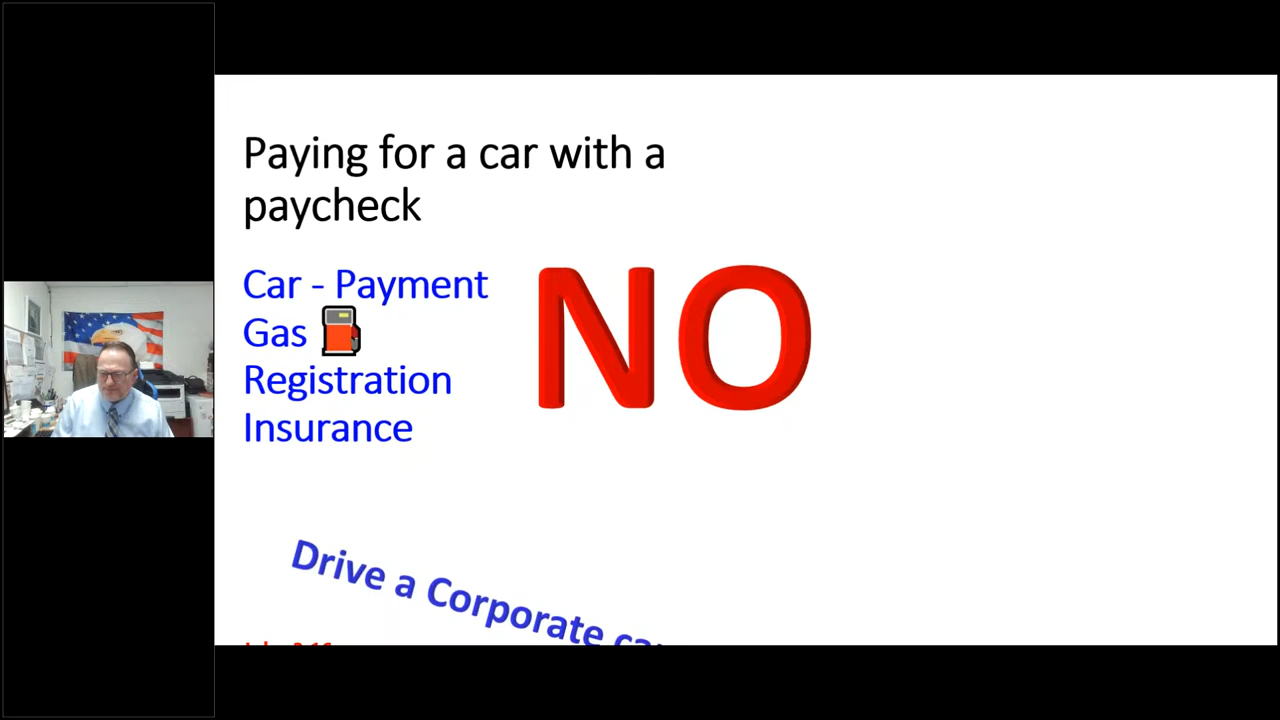 Paying for a car with a
paycheck
Car - Payment
Gas
Registration
Insurance
NO
Drive a Corporate